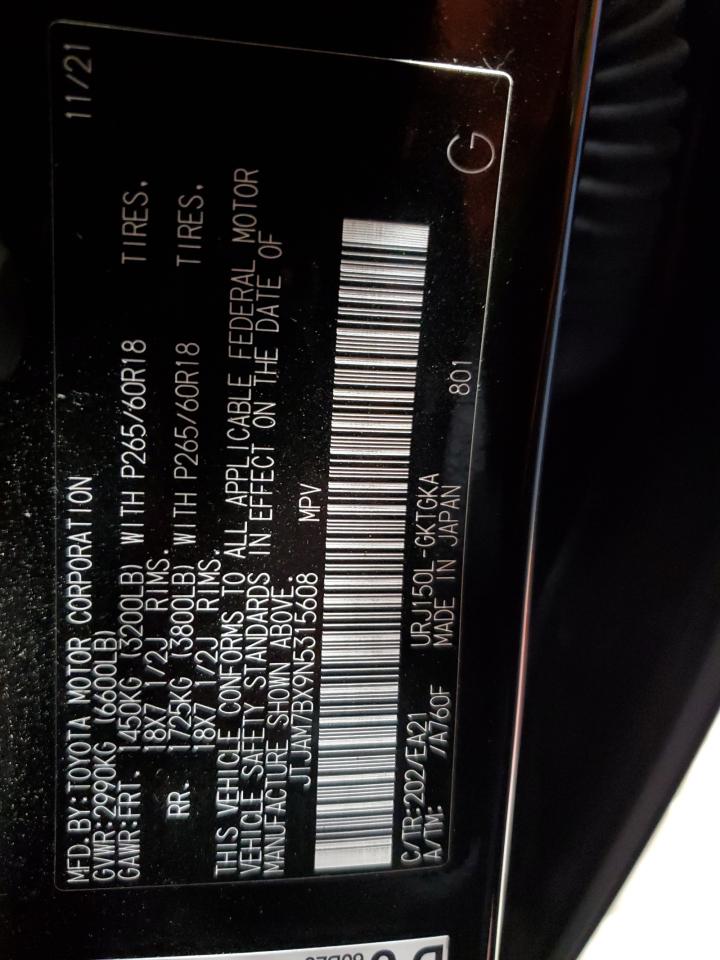 MFD.BY:TOYOTA MOTOR CORPORATION 11/21
GVWR:2990KG (6600LB)
GAWR:FRT. 1450KG (3200LB) WITH P265/60R18 TIRES.
18X7 1/2J RIMS.
RR. 1725KG (3800LB) WITH P265/60R18 TIRES.
18X7 1/2J RIMS.
THIS VEHICLE CONFORMS TO ALL APPLICABLE FEDERAL MOTOR
VEHICLE SAFETY STANDARDS IN EFFECT ON THE DATE OF
MANUFACTURE SHOWN ABOVE.
JTJAM7BX9N5315608 MPV
C/TR:202/EA21 URJ150L-GKTGKA 801 G
A/TM: /A760F MADE IN JAPAN